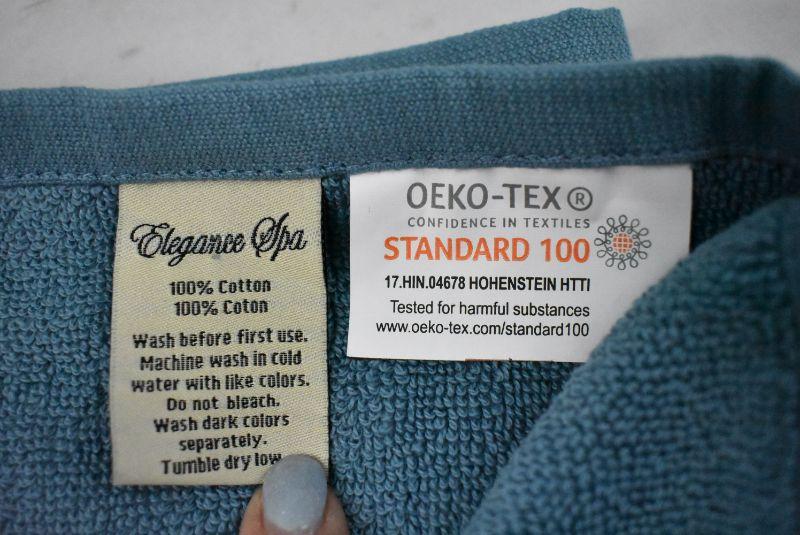 Elegance Spa
100% Cotton
100% Coton
Wash before first use.
Machine wash in cold
water with like colors.
Do not bleach.
Wash dark colors
separately.
Tumble dry low
OEKO-TEX®
CONFIDENCE IN TEXTILES
STANDARD 100
17.HIN.04678 HOHENSTEIN HTTI
Tested for harmful substances
www.oeko-tex.com/standard100